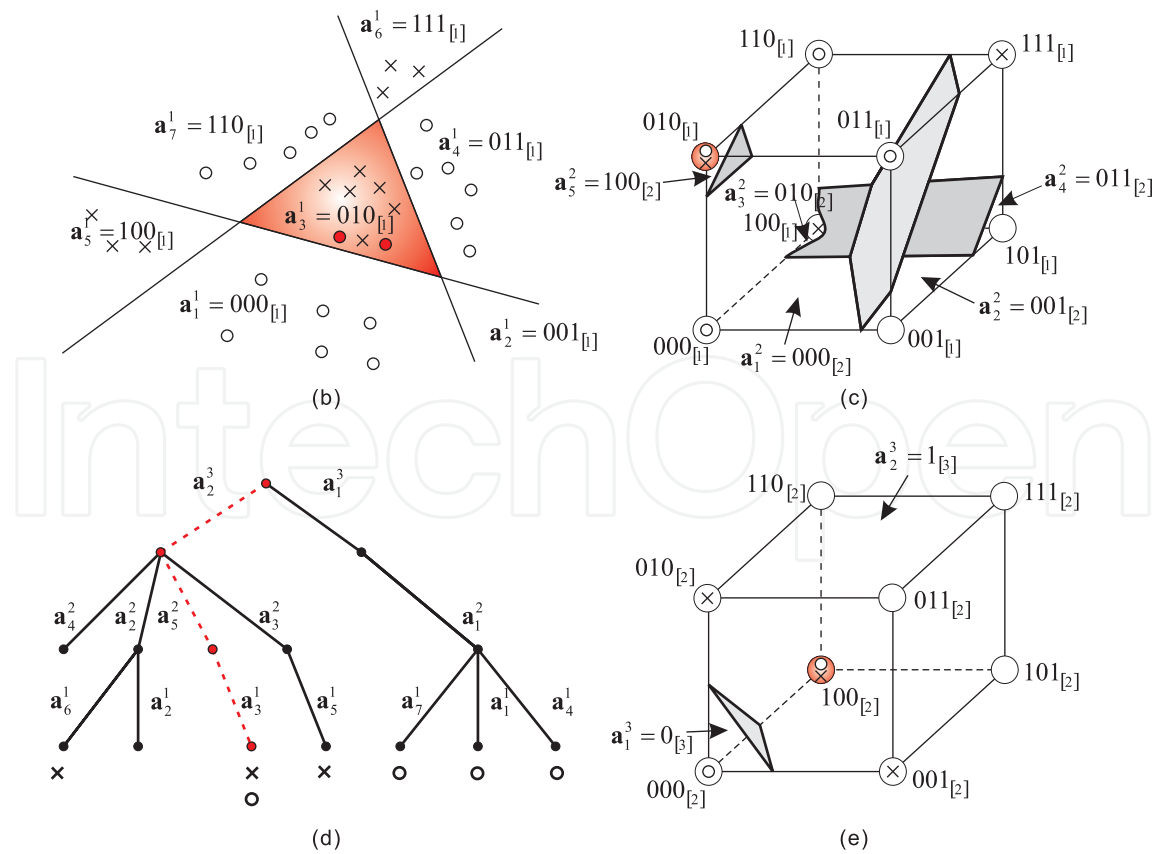 a¹₆ = 111[1]
a¹₇ = 110[1]
a¹₄ = 011[1]
a¹₃ = 010[1]
a¹₅ = 100[1]
a¹₁ = 000[1]
a¹₂ = 001[1]
(b)
110[1]
111[1]
010[1]
011[1]
a²₅ = 100[2]
a²₃ = 010[2]
a²₄ = 011[2]
100[1]
101[1]
a²₂ = 001[2]
000[1]
001[1]
a²₁ = 000[2]
(c)
IntechOpen
a³₂
a³₁
a²₄
a²₂
a²₅
a²₃
a²₁
a¹₆
a¹₂
a¹₃
a¹₅
a¹₇
a¹₁
a¹₄
(d)
a³₂ = 1[3]
110[2]
111[2]
010[2]
011[2]
100[2]
101[2]
a³₁ = 0[3]
000[2]
001[2]
(e)